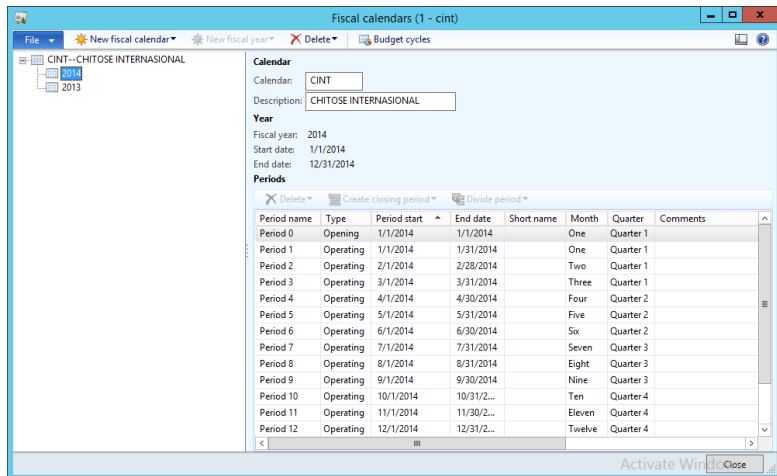 Fiscal calendars (1 - cint)
File New fiscal calendar New fiscal year Delete Budget cycles
CINT--CHITOSE INTERNASIONAL
2014
2013
Calendar
Calendar: CINT
Description: CHITOSE INTERNASIONAL
Year
Fiscal year: 2014
Start date: 1/1/2014
End date: 12/31/2014
Periods
Delete Create closing period Divide period
Period name Type Period start End date Short name Month Quarter Comments
Period 0 Opening 1/1/2014 1/1/2014 One Quarter 1
Period 1 Operating 1/1/2014 1/31/2014 One Quarter 1
Period 2 Operating 2/1/2014 2/28/2014 Two Quarter 1
Period 3 Operating 3/1/2014 3/31/2014 Three Quarter 1
Period 4 Operating 4/1/2014 4/30/2014 Four Quarter 2
Period 5 Operating 5/1/2014 5/31/2014 Five Quarter 2
Period 6 Operating 6/1/2014 6/30/2014 Six Quarter 2
Period 7 Operating 7/1/2014 7/31/2014 Seven Quarter 3
Period 8 Operating 8/1/2014 8/31/2014 Eight Quarter 3
Period 9 Operating 9/1/2014 9/30/2014 Nine Quarter 3
Period 10 Operating 10/1/2014 10/31/2... Ten Quarter 4
Period 11 Operating 11/1/2014 11/30/2... Eleven Quarter 4
Period 12 Operating 12/1/2014 12/31/2... Twelve Quarter 4
Activate Windo
Close